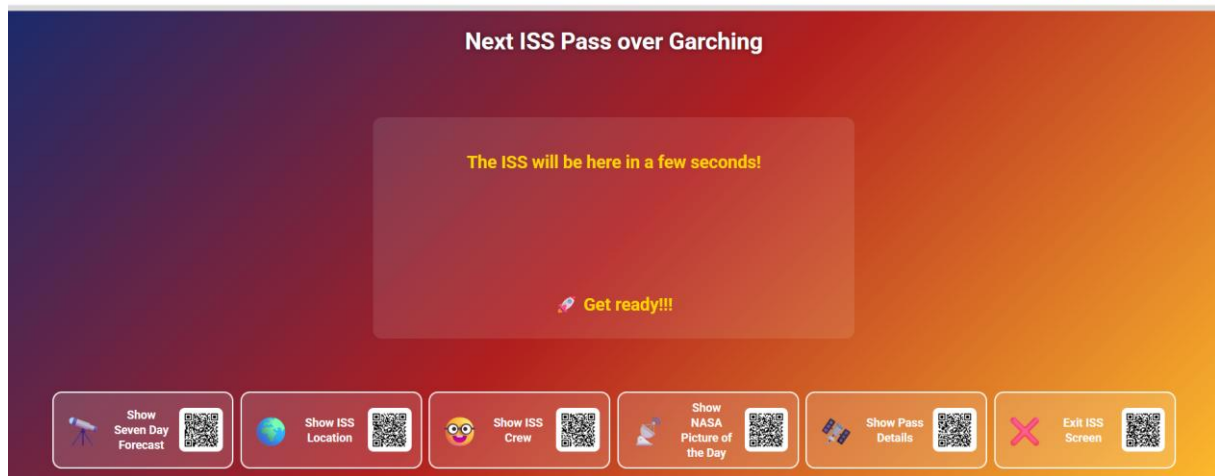 Next ISS Pass over Garching
The ISS will be here in a few seconds!
🚀 Get ready!!!
Show
Seven Day
Forecast
Show ISS
Location
Show ISS
Crew
Show
NASA
Picture of
the Day
Show Pass
Details
Exit ISS
Screen